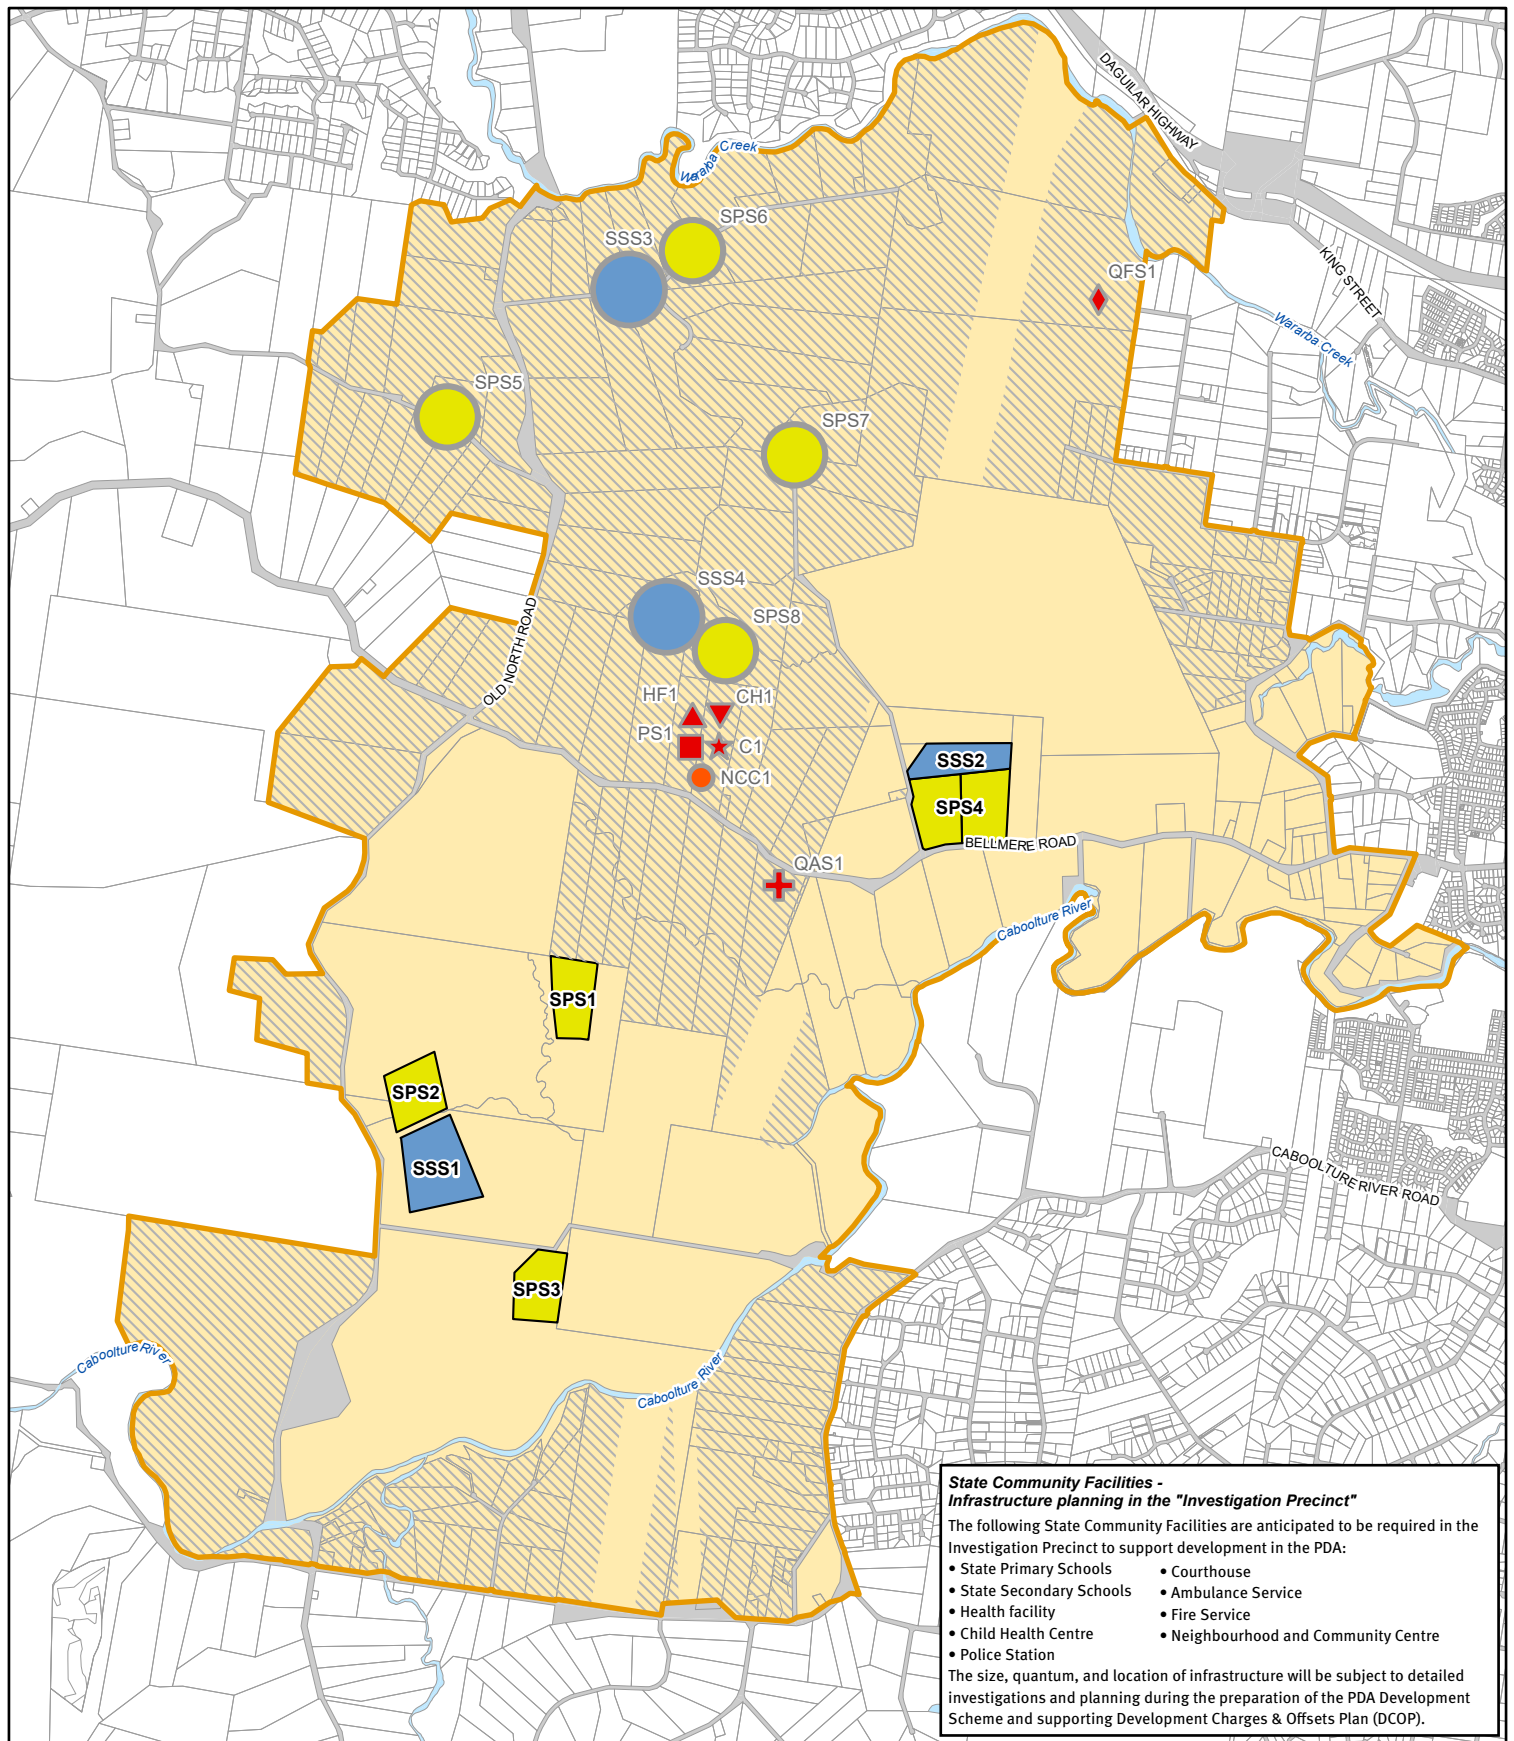 DAGUILAR HIGHWAY
Wararba Creek
SPS6
SSS3
KING STREET
QFS1
Wararba Creek
SPS5
SPS7
SSS4
OLD NORTH ROAD
SPS8
HF1
CH1
PS1
C1
NCC1
SSS2
SPS4
BELLMERE ROAD
QAS1
Caboolture River
SPS1
SPS2
SSS1
CABOOLTURE RIVER ROAD
SPS3
Caboolture River
Caboolture River
State Community Facilities -
Infrastructure planning in the "Investigation Precinct"
The following State Community Facilities are anticipated to be required in the
Investigation Precinct to support development in the PDA:
• State Primary Schools
• State Secondary Schools
• Health facility
• Child Health Centre
• Police Station
• Courthouse
• Ambulance Service
• Fire Service
• Neighbourhood and Community Centre
The size, quantum, and location of infrastructure will be subject to detailed
investigations and planning during the preparation of the PDA Development
Scheme and supporting Development Charges & Offsets Plan (DCOP).